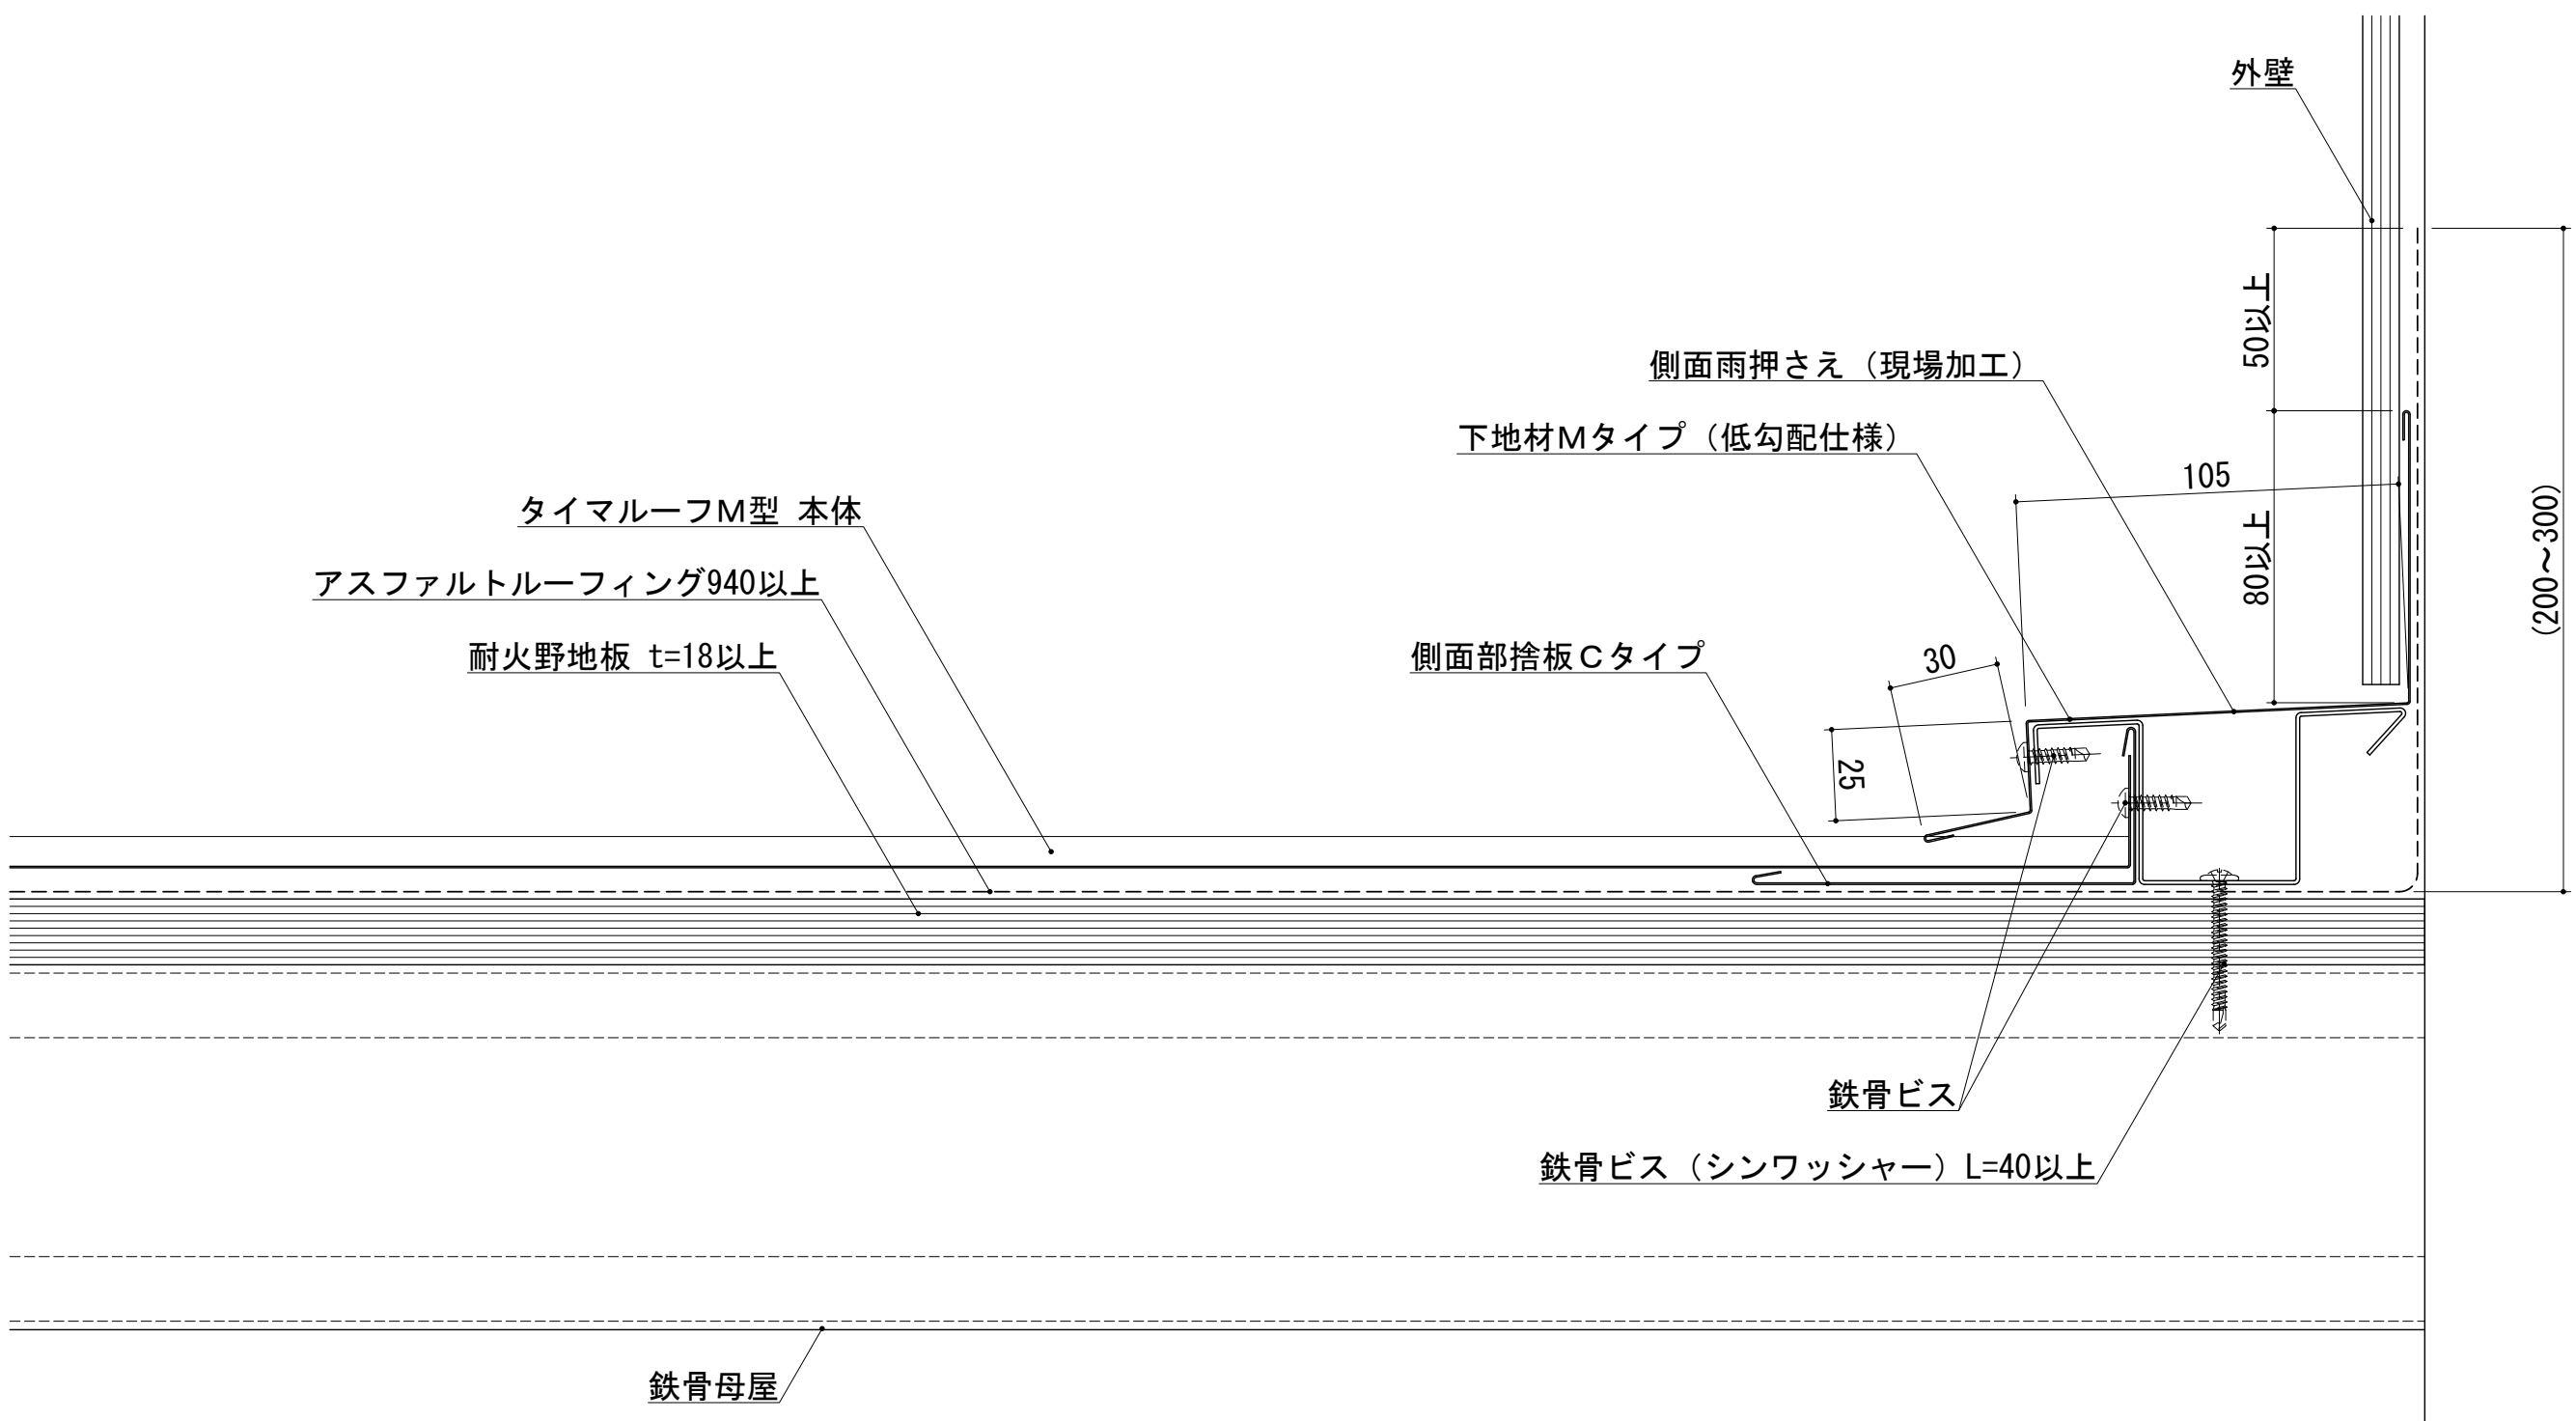 外壁
50以上
側面雨押さえ（現場加工）
下地材Mタイプ（低勾配仕様）
105
タイマルーフM型 本体
80以上
(200～300)
アスファルトルーフィング940以上
耐火野地板 t=18以上
側面部捨板Cタイプ
30
25
鉄骨ビス
鉄骨ビス（シンワッシャー）L=40以上
鉄骨母屋